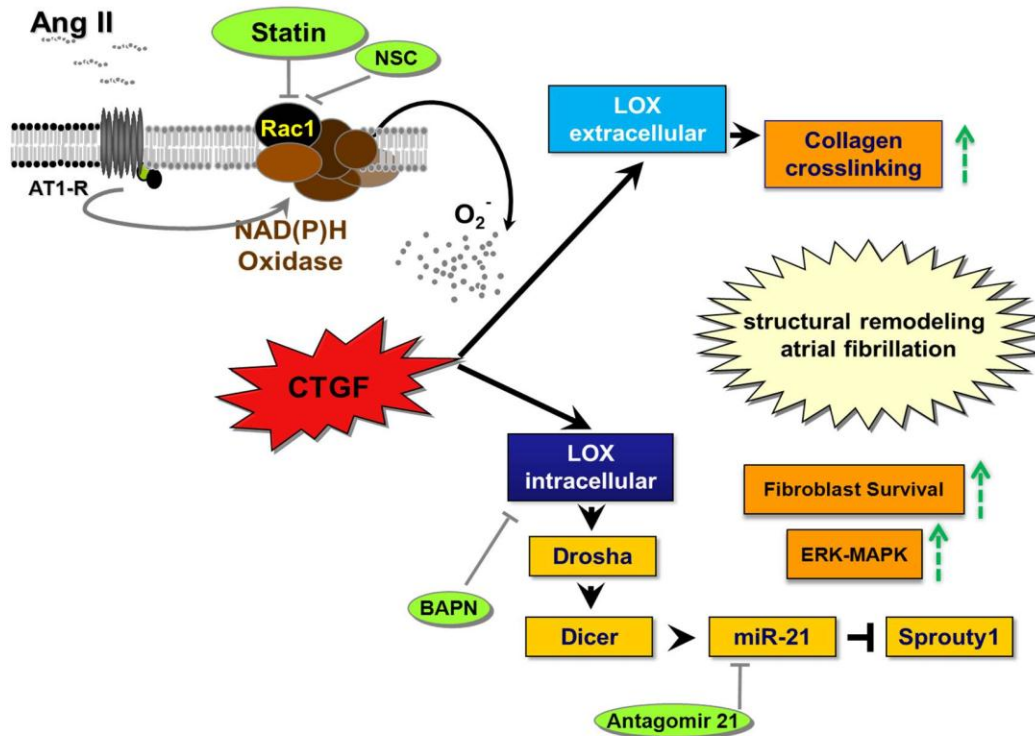 Ang II
Statin
NSC
Rac1
AT1-R
NAD(P)H
Oxidase
O₂⁻
LOX
extracellular
Collagen
crosslinking
structural remodeling
atrial fibrillation
CTGF
LOX
intracellular
Fibroblast Survival
ERK-MAPK
Drosha
BAPN
Dicer
miR-21
Sprouty1
Antagomir 21